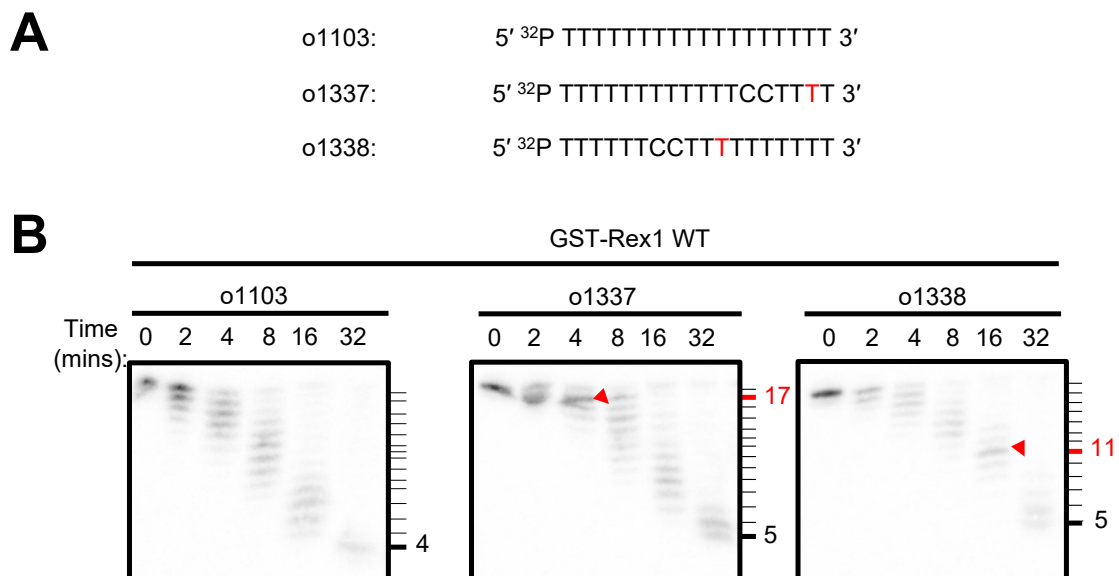 A
o1103: 5′ ³²P TTTTTTTTTTTTTTTTTT 3′
o1337: 5′ ³²P TTTTTTTTTTTTCCTTTT 3′
o1338: 5′ ³²P TTTTTTCCTTTTTTTTTT 3′
B
GST-Rex1 WT
o1103 o1337 o1338
Time (mins): 0 2 4 8 16 32 0 2 4 8 16 32 0 2 4 8 16 32
17
11
5
5
4